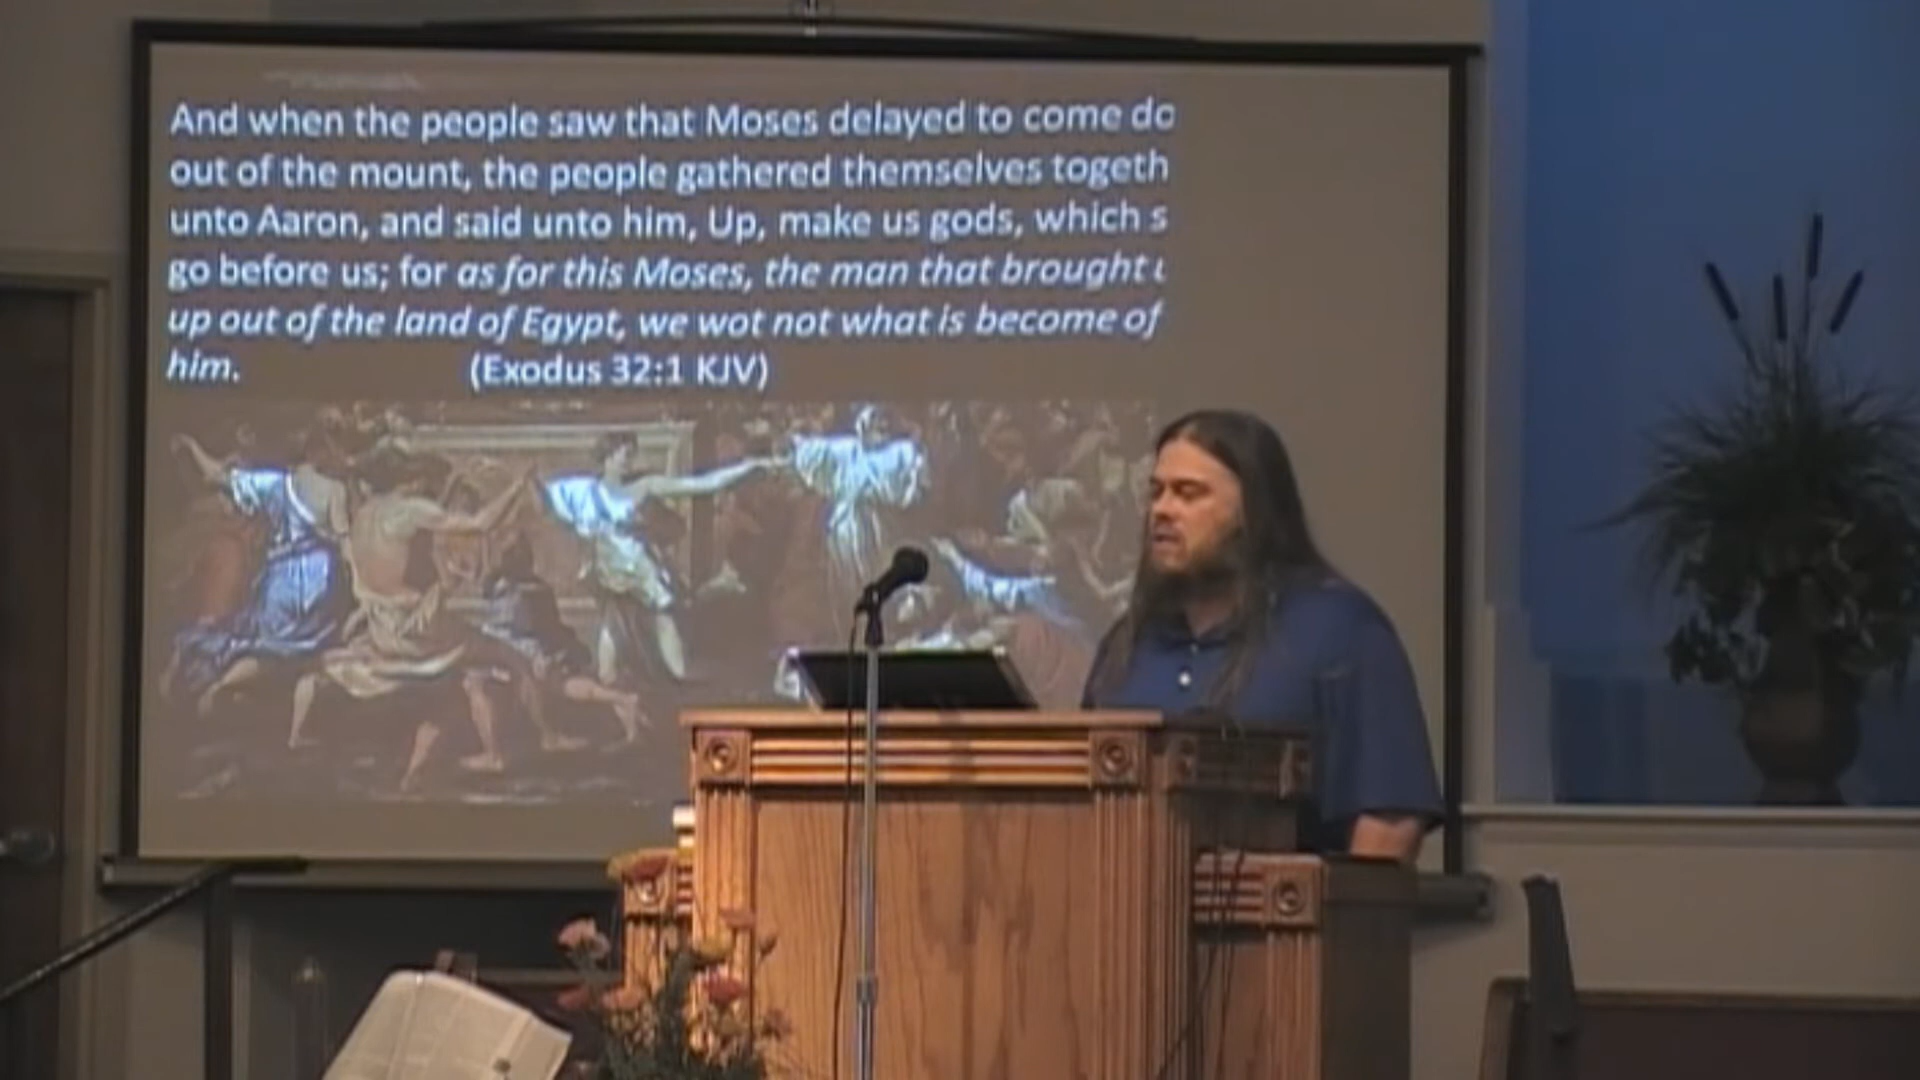 And when the people saw that Moses delayed to come do
out of the mount, the people gathered themselves togeth
unto Aaron, and said unto him, Up, make us gods, which s
go before us; for as for this Moses, the man that brought u
up out of the land of Egypt, we wot not what is become of
him. (Exodus 32:1 KJV)